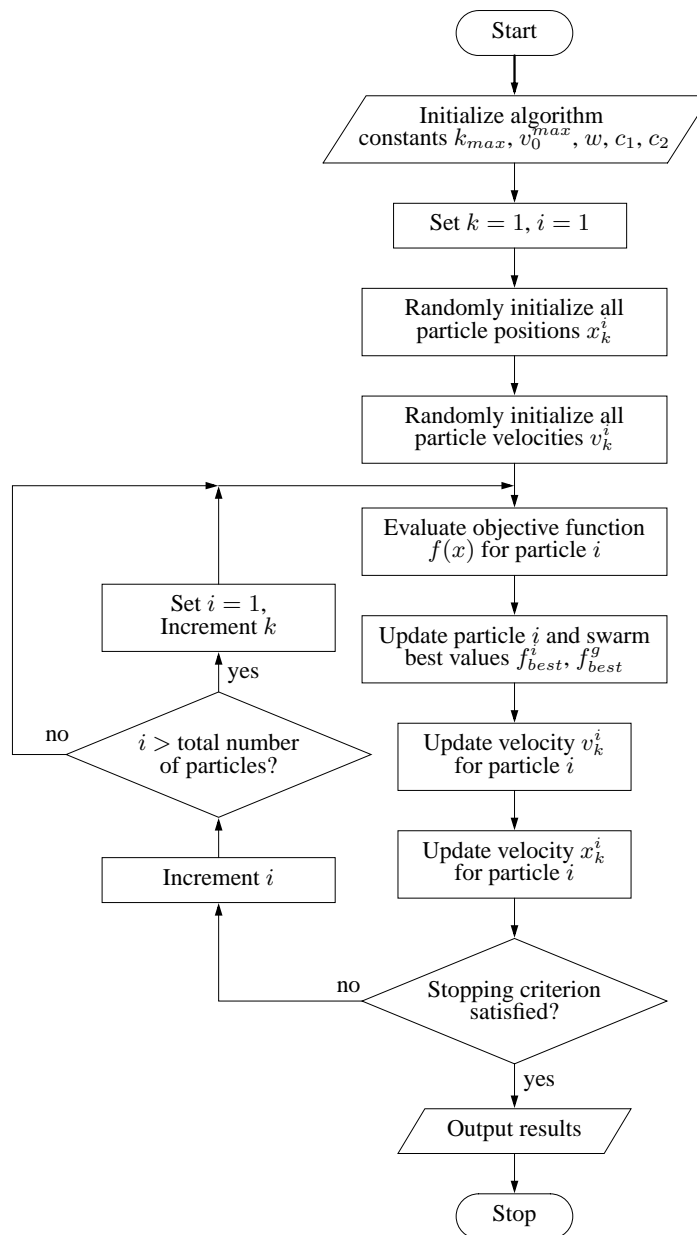 Start
Initialize algorithm
constants $k_{max}$, $v_0^{max}$, $w$, $c_1$, $c_2$
Set $k = 1$, $i = 1$
Randomly initialize all
particle positions $x_k^i$
Randomly initialize all
particle velocities $v_k^i$
Evaluate objective function
$f(x)$ for particle $i$
Update particle $i$ and swarm
best values $f_{best}^i$, $f_{best}^g$
Update velocity $v_k^i$
for particle $i$
Update velocity $x_k^i$
for particle $i$
Stopping criterion
satisfied?
no
Increment $i$
$i >$ total number
of particles?
no
yes
Set $i = 1$,
Increment $k$
yes
Output results
Stop